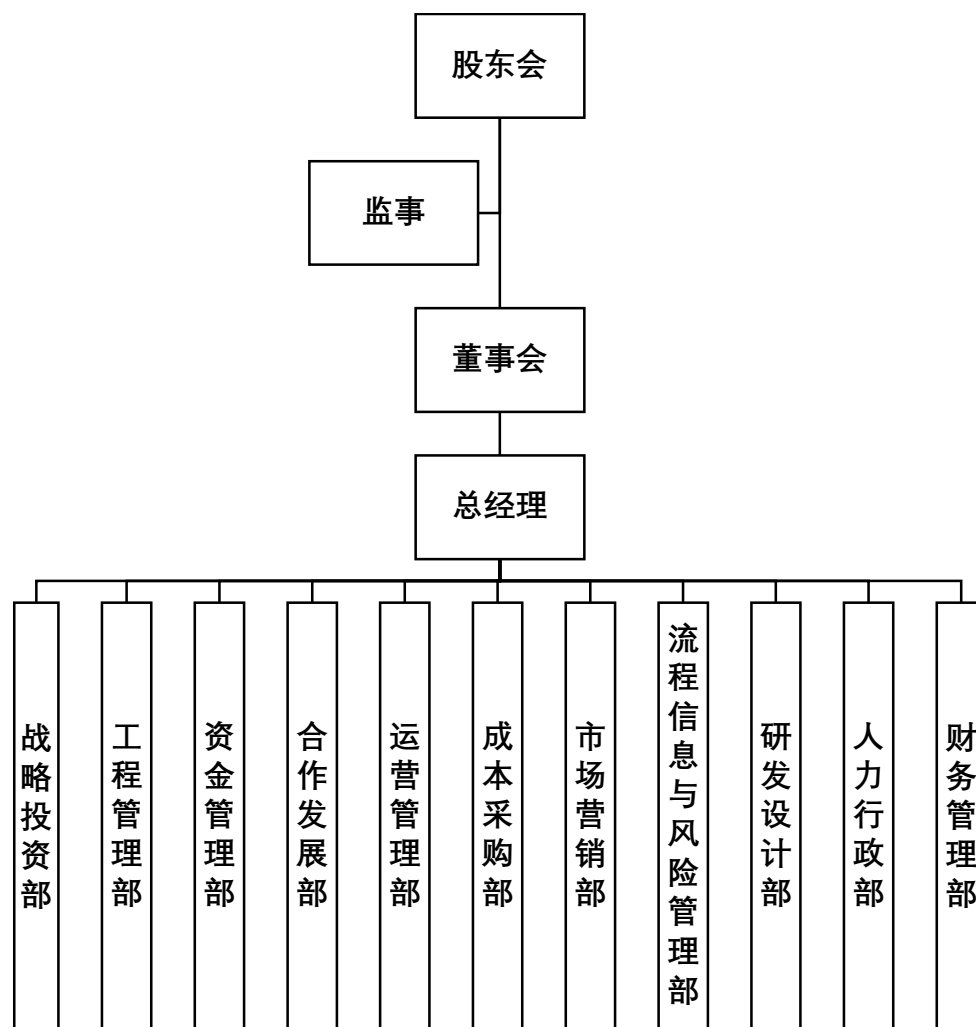 股东会
监事
董事会
总经理
战略投资部
工程管理部
资金管理部
合作发展部
运营管理部
成本采购部
市场营销部
流程信息与风险管理部
研发设计部
人力行政部
财务管理部